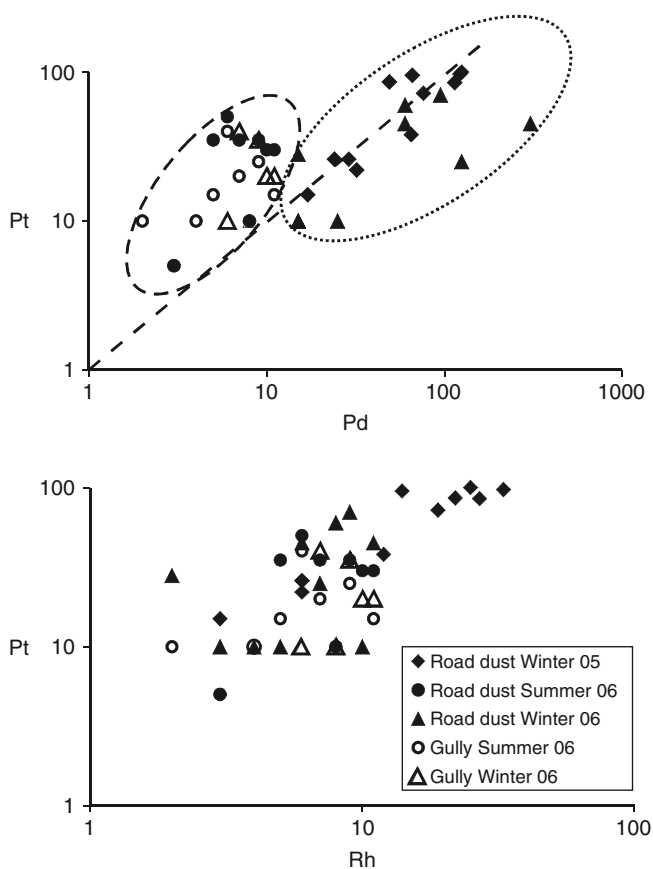 100
Pt
10
1
1 10 100 1000
Pd
100
Pt
10
1
1 10 100
Rh
Road dust Winter 05
Road dust Summer 06
Road dust Winter 06
Gully Summer 06
Gully Winter 06